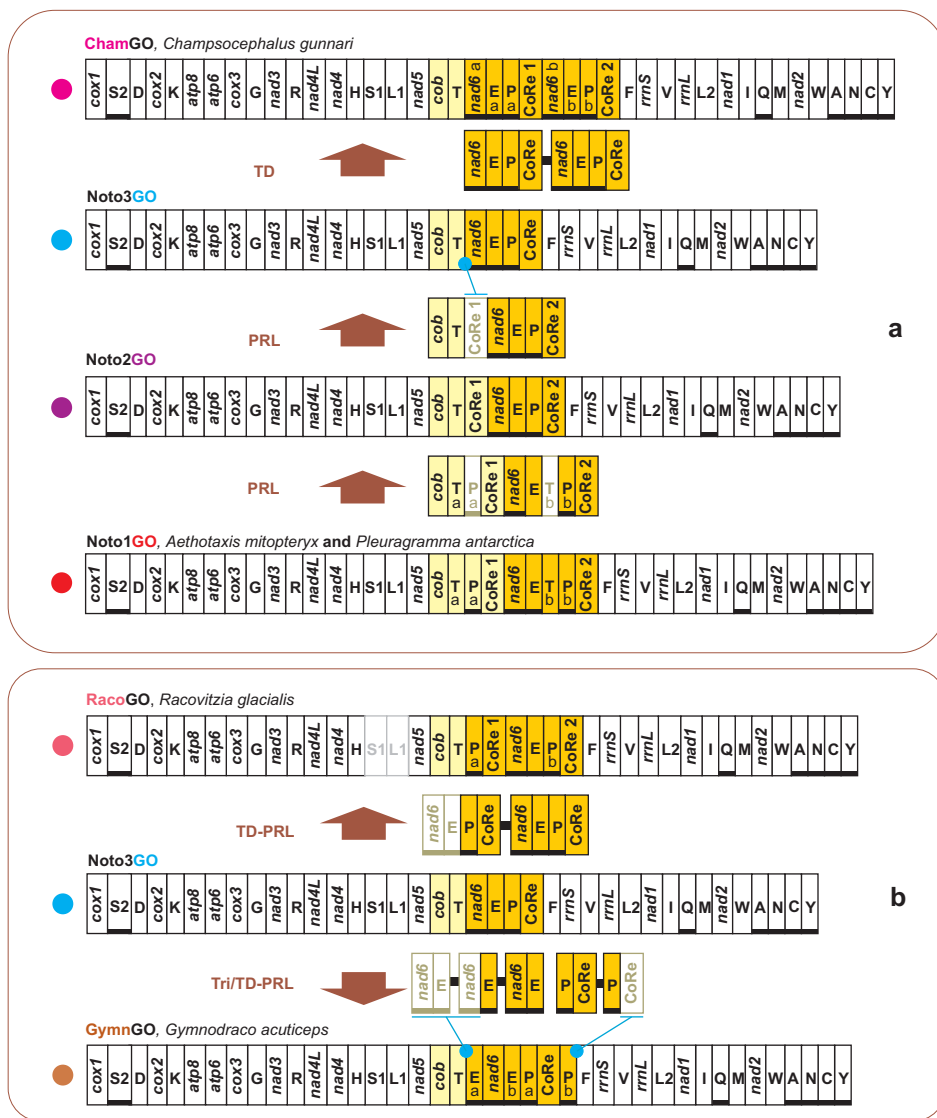 ChamGO, Champsocephalus gunnari
cox1 S2 D cox2 K atp8 atp6 cox3 G nad3 R nad4L nad4 H S1 L1 nad5 cob T nad6 a E a P a CoRe 1 nad6 b E b P b CoRe 2 F rrnS V rrnL L2 nad1 I Q M nad2 W A N C Y
TD
nad6 E P CoRe nad6 E P CoRe
Noto3GO
cox1 S2 D cox2 K atp8 atp6 cox3 G nad3 R nad4L nad4 H S1 L1 nad5 cob T nad6 E P CoRe F rrnS V rrnL L2 nad1 I Q M nad2 W A N C Y
PRL
cob T CoRe 1 nad6 E P CoRe 2
a
Noto2GO
cox1 S2 D cox2 K atp8 atp6 cox3 G nad3 R nad4L nad4 H S1 L1 nad5 cob T CoRe 1 nad6 E P CoRe 2 F rrnS V rrnL L2 nad1 I Q M nad2 W A N C Y
PRL
cob T a P a CoRe 1 nad6 E T b P b CoRe 2
Noto1GO, Aethotaxis mitopteryx and Pleuragramma antarctica
cox1 S2 D cox2 K atp8 atp6 cox3 G nad3 R nad4L nad4 H S1 L1 nad5 cob T a P a CoRe 1 nad6 E T b P b CoRe 2 F rrnS V rrnL L2 nad1 I Q M nad2 W A N C Y
RacoGO, Racovitzia glacialis
cox1 S2 D cox2 K atp8 atp6 cox3 G nad3 R nad4L nad4 H S1 L1 nad5 cob T P a CoRe 1 nad6 E P b CoRe 2 F rrnS V rrnL L2 nad1 I Q M nad2 W A N C Y
TD-PRL
nad6 E P CoRe nad6 E P CoRe
Noto3GO
cox1 S2 D cox2 K atp8 atp6 cox3 G nad3 R nad4L nad4 H S1 L1 nad5 cob T nad6 E P CoRe F rrnS V rrnL L2 nad1 I Q M nad2 W A N C Y
b
Tri/TD-PRL
nad6 E nad6 E nad6 E P CoRe P CoRe
GymnGO, Gymnodraco acuticeps
cox1 S2 D cox2 K atp8 atp6 cox3 G nad3 R nad4L nad4 H S1 L1 nad5 cob T E a nad6 E b P a CoRe P b F rrnS V rrnL L2 nad1 I Q M nad2 W A N C Y